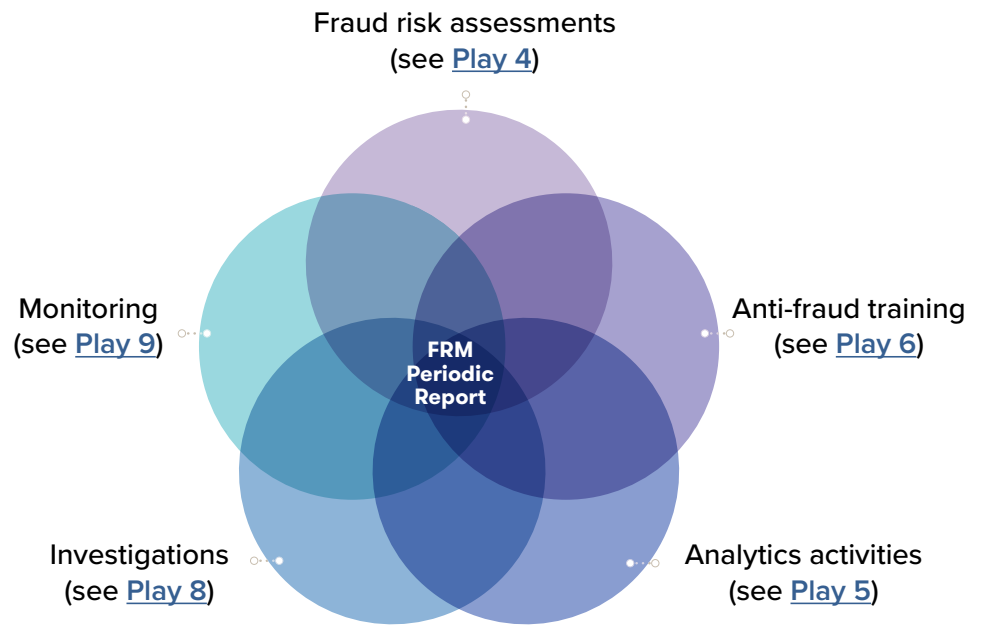 Fraud risk assessments
(see Play 4)
Monitoring
(see Play 9)
FRM
Periodic
Report
Anti-fraud training
(see Play 6)
Investigations
(see Play 8)
Analytics activities
(see Play 5)